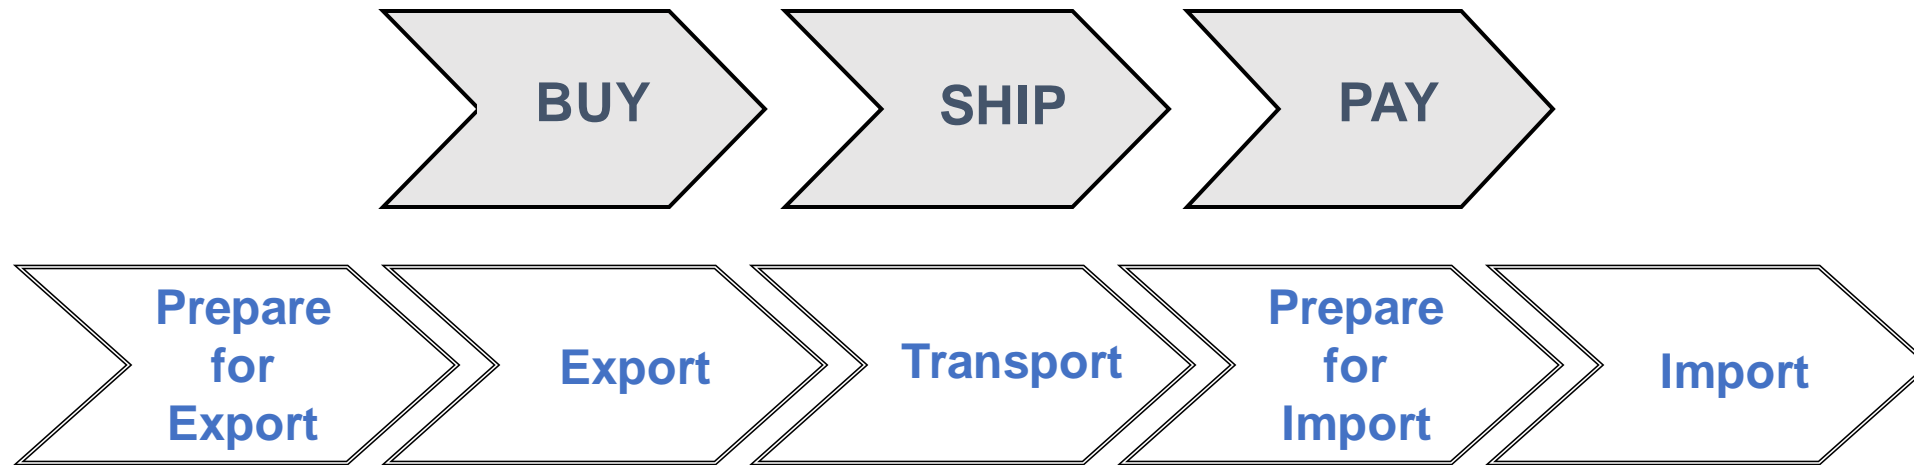 BUY
SHIP
PAY
Prepare
for
Export
Export
Transport
Prepare
for
Import
Import